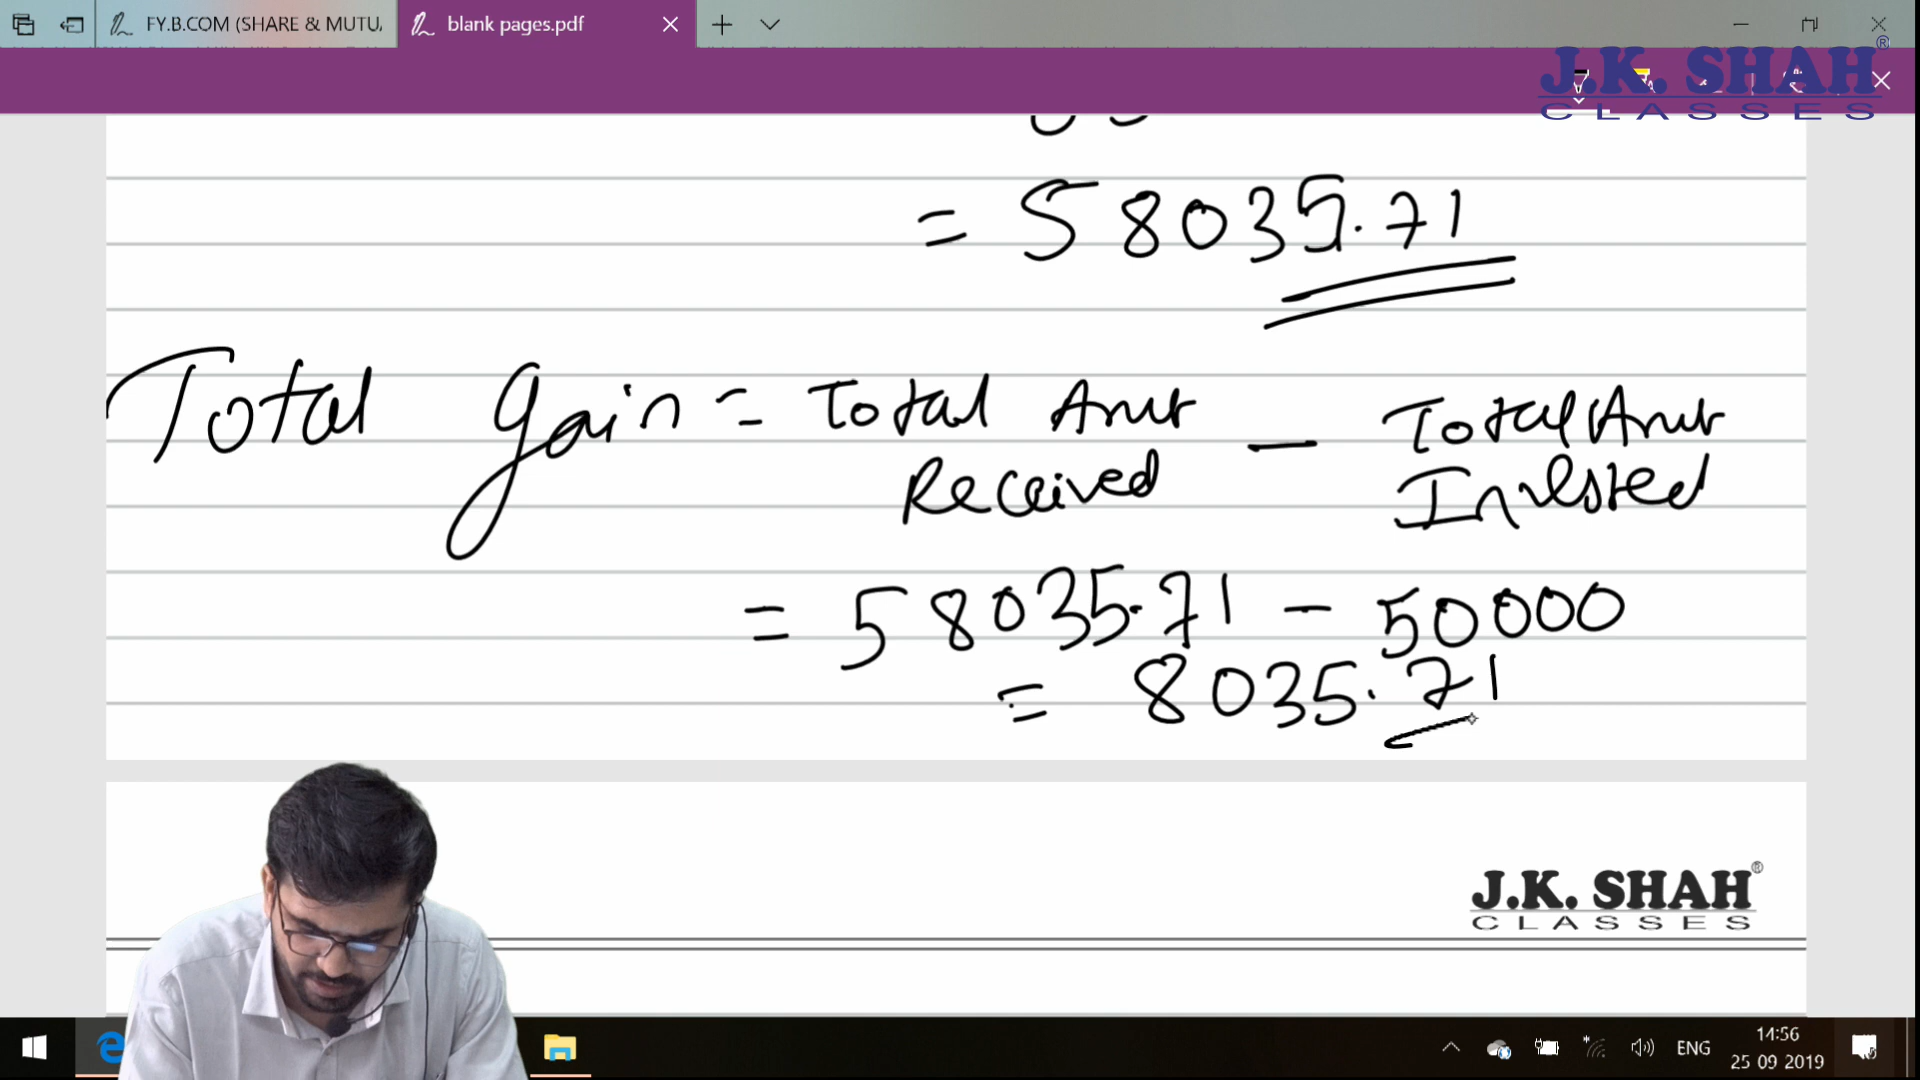 FY.B.COM (SHARE & MUTU
blank pages.pdf
J.K. SHAH®
CLASSES
= 58035.71
Total Gain = Total Amt Received — Total Amt Invested
= 58035.71 - 50000
= 8035.71
J.K. SHAH®
CLASSES
ENG
14:56
25-09-2019